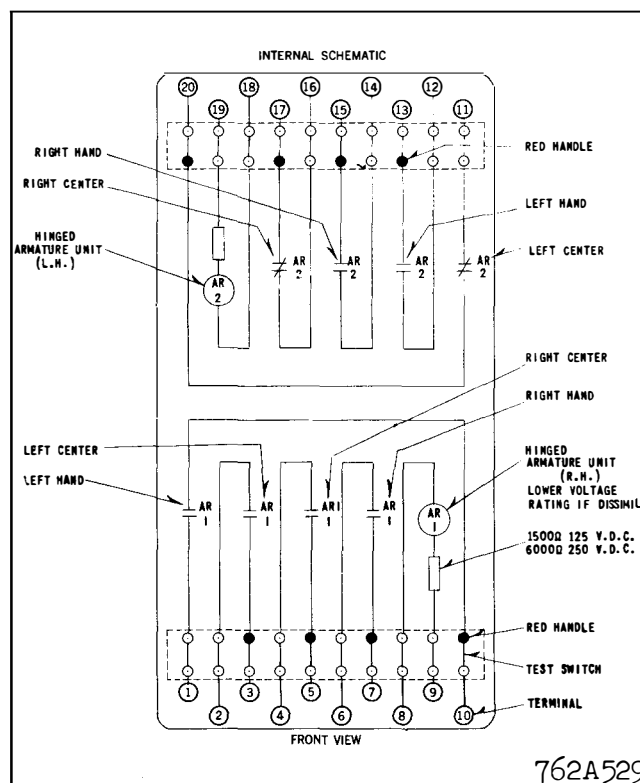 INTERNAL SCHEMATIC
20 18 16 14 12
19 17 15 13 11
RIGHT HAND
RED HANDLE
RIGHT CENTER
LEFT HAND
HINGED
ARMATURE UNIT
(L.H.)
LEFT CENTER
AR
2
AR
2
AR
2
AR
2
AR
2
RIGHT CENTER
RIGHT HAND
LEFT CENTER
LEFT HAND
HINGED
ARMATURE UNIT
(R.H.)
LOWER VOLTAGE
RATING IF DISSIMIL
AR
1
AR
1
AR1
1
AR
1
AR
1
1500Ω 125 V.D.C.
6000Ω 250 V.D.C.
RED HANDLE
TEST SWITCH
1 3 5 7 9
2 4 6 8 10
TERMINAL
FRONT VIEW
762A529